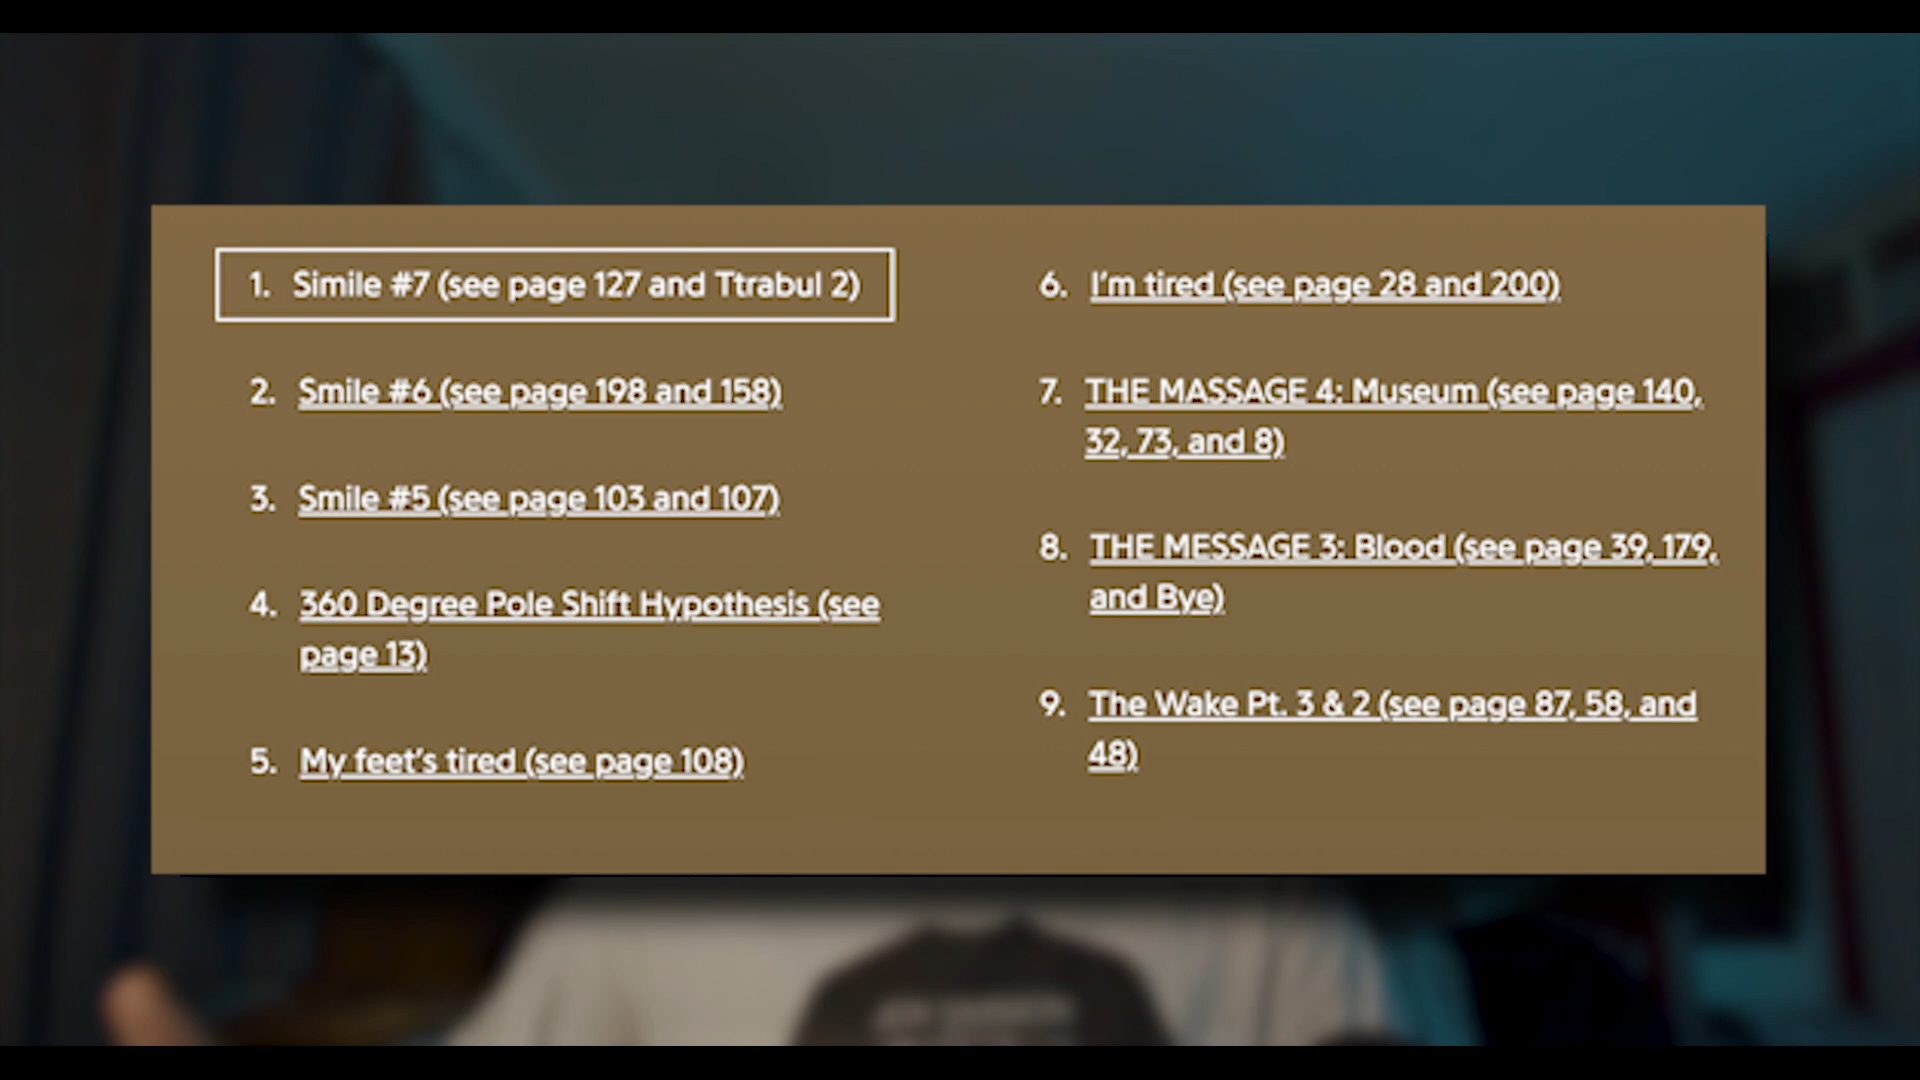 1. Simile #7 (see page 127 and Ttrabul 2)
2. Smile #6 (see page 198 and 158)
3. Smile #5 (see page 103 and 107)
4. 360 Degree Pole Shift Hypothesis (see
page 13)
5. My feet's tired (see page 108)
6. I'm tired (see page 28 and 200)
7. THE MASSAGE 4: Museum (see page 140,
32, 73, and 8)
8. THE MESSAGE 3: Blood (see page 39, 179,
and Bye)
9. The Wake Pt. 3 & 2 (see page 87, 58, and
48)